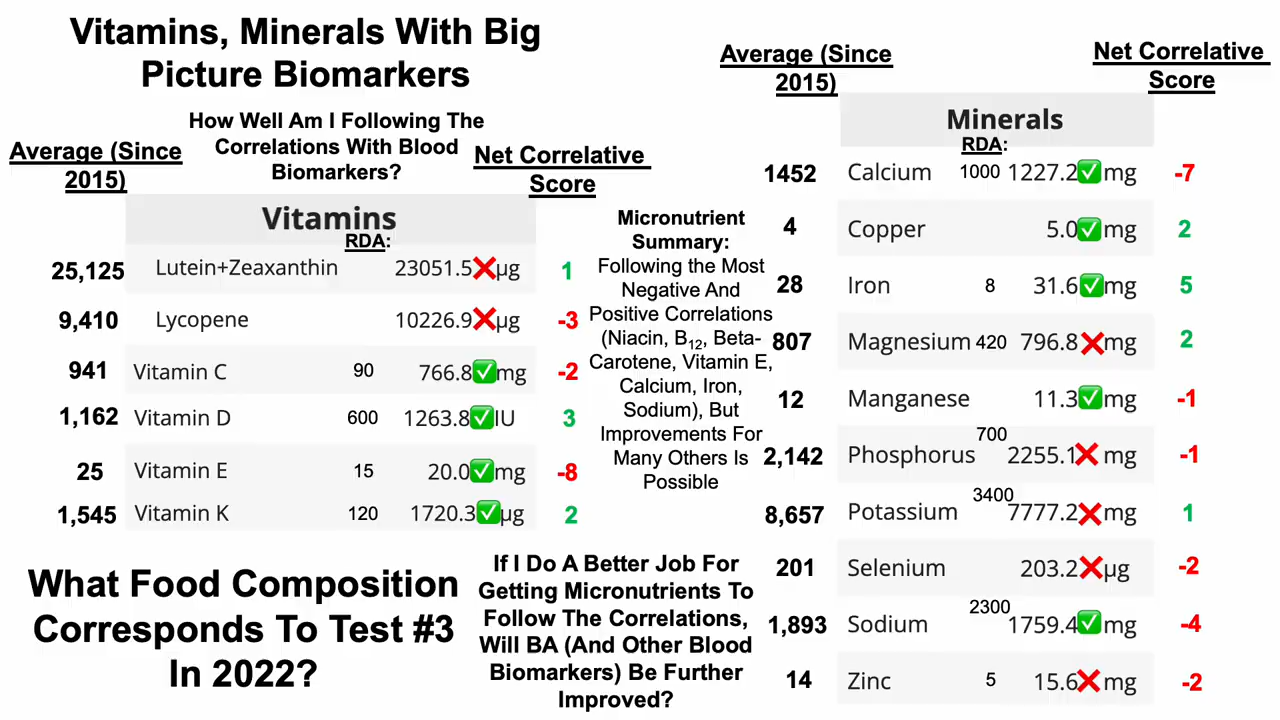 Vitamins, Minerals With Big
Picture Biomarkers
How Well Am I Following The
Correlations With Blood
Biomarkers?
Average (Since
2015)
Net Correlative
Score
Vitamins
RDA:
25,125 Lutein+Zeaxanthin 23051.5❌µg 1
9,410 Lycopene 10226.9❌µg -3
941 Vitamin C 90 766.8✅mg -2
1,162 Vitamin D 600 1263.8✅IU 3
25 Vitamin E 15 20.0✅mg -8
1,545 Vitamin K 120 1720.3✅µg 2
What Food Composition
Corresponds To Test #3
In 2022?
Micronutrient
Summary:
Following the Most
Negative And
Positive Correlations
(Niacin, B12, Beta-
Carotene, Vitamin E,
Calcium, Iron,
Sodium), But
Improvements For
Many Others Is
Possible
If I Do A Better Job For
Getting Micronutrients To
Follow The Correlations,
Will BA (And Other Blood
Biomarkers) Be Further
Improved?
Average (Since
2015)
Net Correlative
Score
Minerals
RDA:
1452 Calcium 1000 1227.2✅mg -7
4 Copper 5.0✅mg 2
28 Iron 8 31.6✅mg 5
807 Magnesium 420 796.8❌mg 2
12 Manganese 11.3✅mg -1
2,142 Phosphorus 700 2255.1❌mg -1
8,657 Potassium 3400 7777.2❌mg 1
201 Selenium 203.2❌µg -2
1,893 Sodium 2300 1759.4✅mg -4
14 Zinc 5 15.6❌mg -2